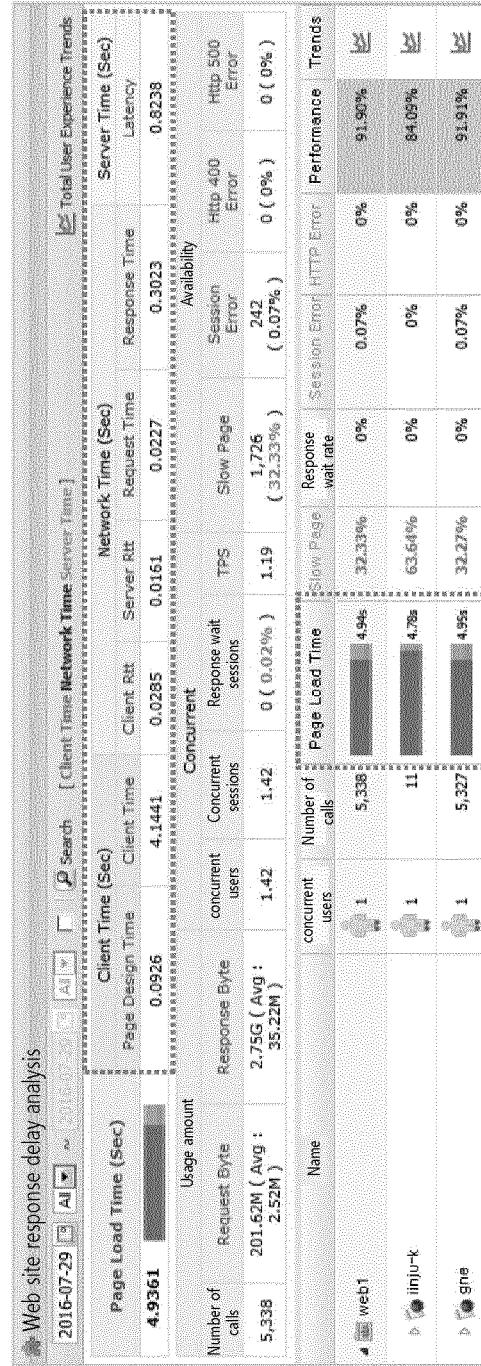 Web site response delay analysis
2016-07-29 All ~ 2016-07-29 All Search [ Client Time Network Time Server Time ] Total User Experience Trends
Page Load Time (Sec) Client Time (Sec) Network Time (Sec) Server Time (Sec)
Page Design Time Client Time Client Rtt Server Rtt Request Time Response Time Latency
4.9361 0.0926 4.1441 0.0285 0.0161 0.0227 0.3023 0.8238
Usage amount Concurrent Availability
Number of calls Request Byte Response Byte concurrent users Concurrent sessions Response wait sessions TPS Slow Page Session Error Http 400 Error Http 500 Error
5,338 201.62M ( Avg : 2.52M ) 2.75G ( Avg : 35.22M ) 1.42 1.42 0 ( 0.02% ) 1.19 1,726 ( 32.33% ) 242 ( 0.07% ) 0 ( 0% ) 0 ( 0% )
Name concurrent users Number of calls Page Load Time Slow Page Response wait rate Session Error HTTP Error Performance Trends
web1 1 5,338 4.94s 32.33% 0% 0.07% 0% 91.90%
iinju-k 1 11 4.78s 63.64% 0% 0% 0% 84.09%
gne 1 5,327 4.95s 32.27% 0% 0.07% 0% 91.91%